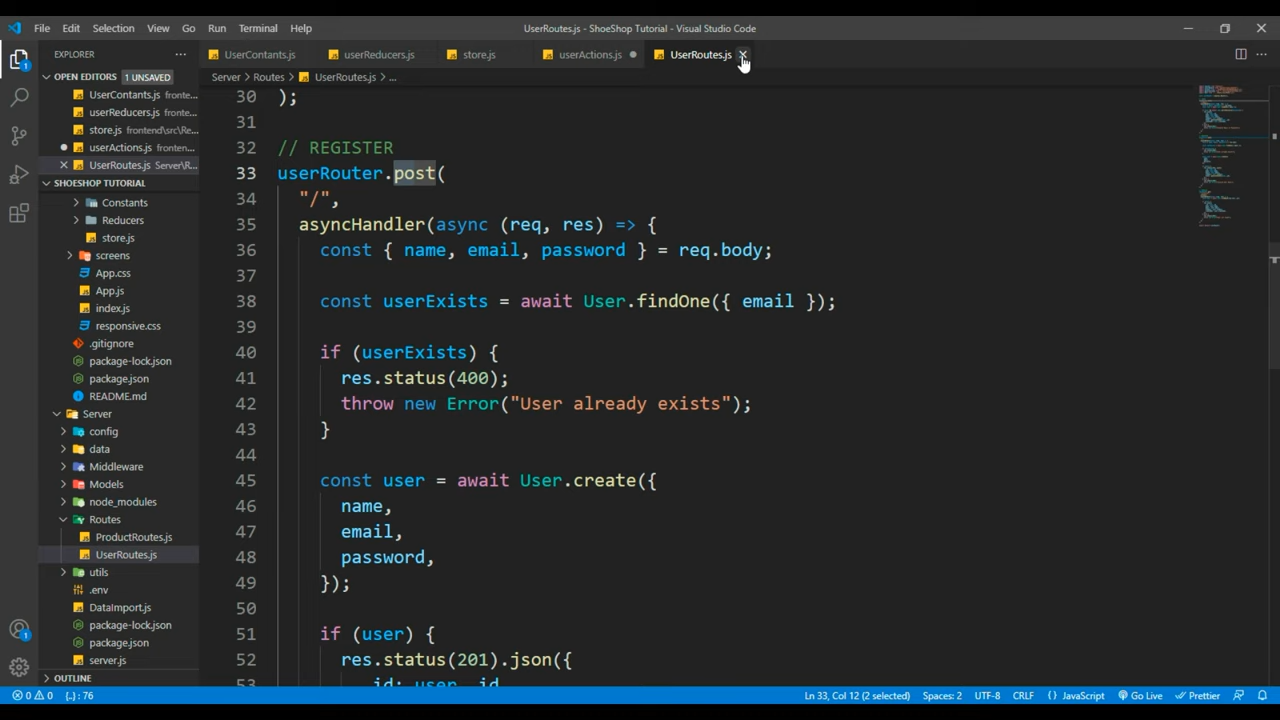 File Edit Selection View Go Run Terminal Help UserRoutes.js - ShoeShop Tutorial - Visual Studio Code
EXPLORER
UserContants.js userReducers.js store.js userActions.js UserRoutes.js
OPEN EDITORS 1 UNSAVED
UserContants.js fronte...
userReducers.js fronte...
store.js frontend\src\Re...
userActions.js fronten...
UserRoutes.js Server\R...
SHOESHOP TUTORIAL
Constants
Reducers
store.js
screens
App.css
App.js
index.js
responsive.css
.gitignore
package-lock.json
package.json
README.md
Server
config
data
Middleware
Models
node_modules
Routes
ProductRoutes.js
UserRoutes.js
utils
.env
DataImport.js
package-lock.json
package.json
server.js
OUTLINE
Server > Routes > UserRoutes.js > ...
30 );
31
32 // REGISTER
33 userRouter.post(
34 "/",
35 asyncHandler(async (req, res) => {
36 const { name, email, password } = req.body;
37
38 const userExists = await User.findOne({ email });
39
40 if (userExists) {
41 res.status(400);
42 throw new Error("User already exists");
43 }
44
45 const user = await User.create({
46 name,
47 email,
48 password,
49 });
50
51 if (user) {
52 res.status(201).json({
53 _id: user._id,
1
1
0 0 {..}: 76 Ln 33, Col 12 (2 selected) Spaces: 2 UTF-8 CRLF {} JavaScript Go Live Prettier